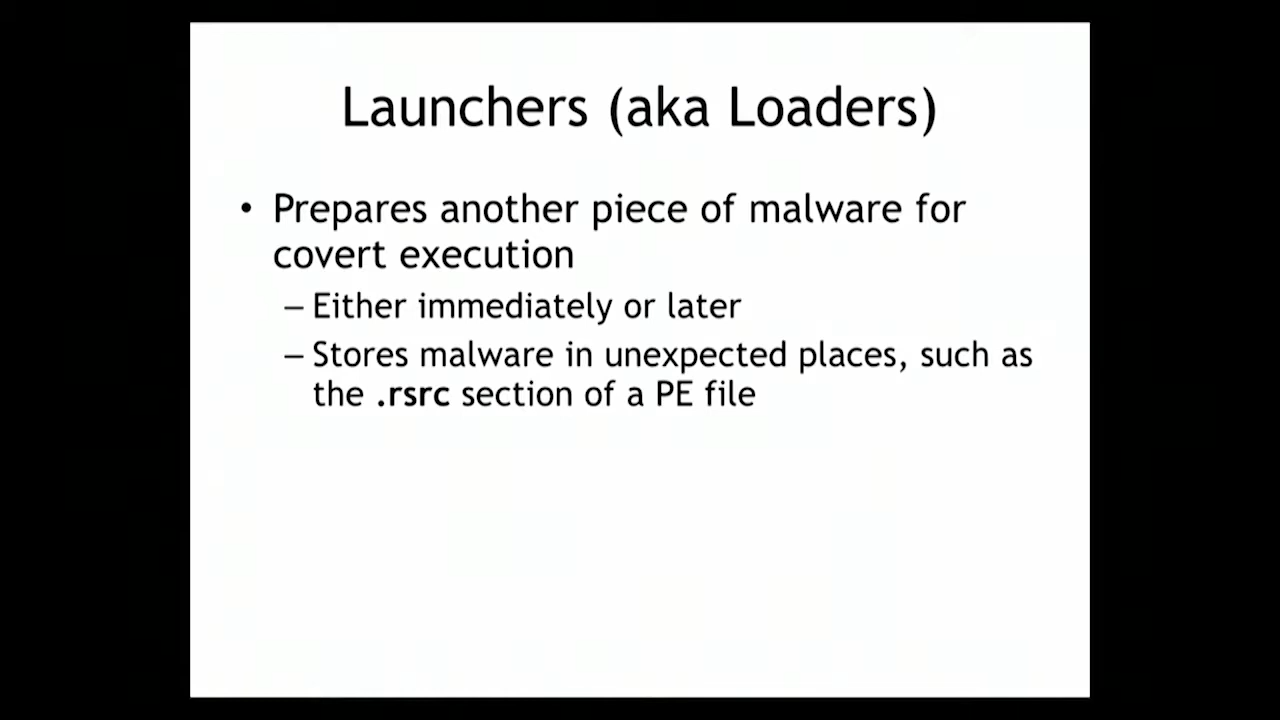 Launchers (aka Loaders)
• Prepares another piece of malware for
covert execution
– Either immediately or later
– Stores malware in unexpected places, such as
the .rsrc section of a PE file